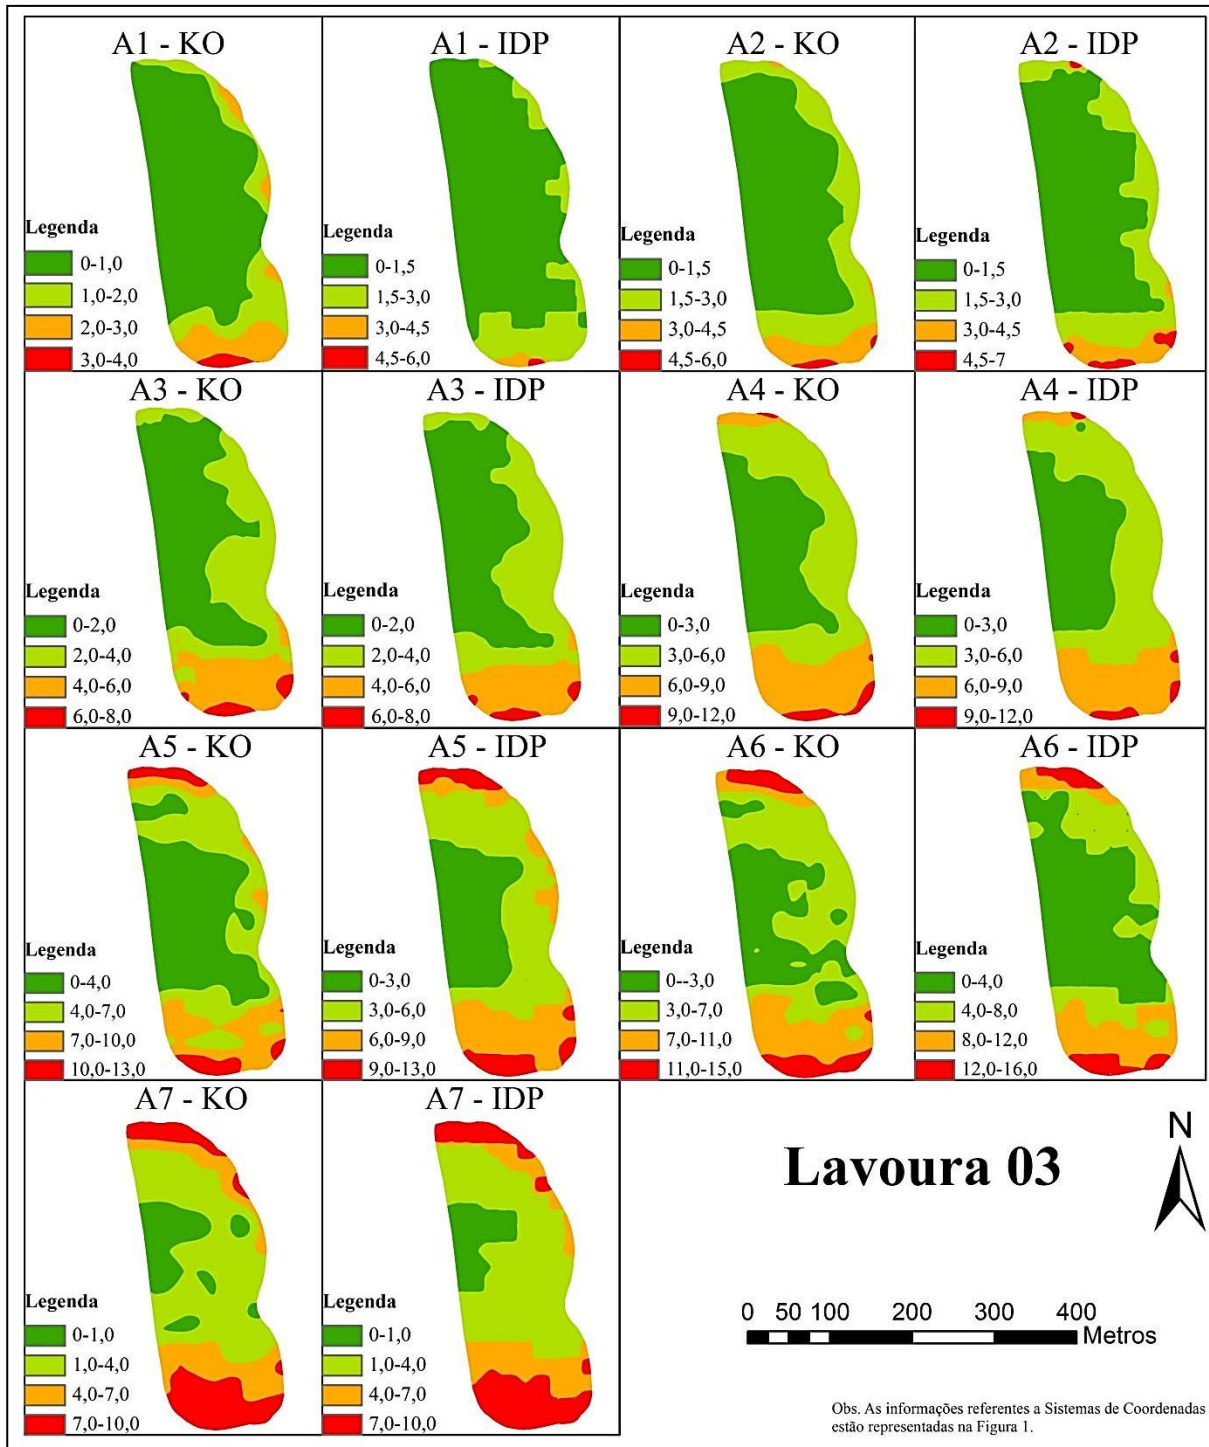 A1 - KO
Legenda
0-1,0
1,0-2,0
2,0-3,0
3,0-4,0
A1 - IDP
Legenda
0-1,5
1,5-3,0
3,0-4,5
4,5-6,0
A2 - KO
Legenda
0-1,5
1,5-3,0
3,0-4,5
4,5-6,0
A2 - IDP
Legenda
0-1,5
1,5-3,0
3,0-4,5
4,5-7
A3 - KO
Legenda
0-2,0
2,0-4,0
4,0-6,0
6,0-8,0
A3 - IDP
Legenda
0-2,0
2,0-4,0
4,0-6,0
6,0-8,0
A4 - KO
Legenda
0-3,0
3,0-6,0
6,0-9,0
9,0-12,0
A4 - IDP
Legenda
0-3,0
3,0-6,0
6,0-9,0
9,0-12,0
A5 - KO
Legenda
0-4,0
4,0-7,0
7,0-10,0
10,0-13,0
A5 - IDP
Legenda
0-3,0
3,0-6,0
6,0-9,0
9,0-13,0
A6 - KO
Legenda
0--3,0
3,0-7,0
7,0-11,0
11,0-15,0
A6 - IDP
Legenda
0-4,0
4,0-8,0
8,0-12,0
12,0-16,0
A7 - KO
Legenda
0-1,0
1,0-4,0
4,0-7,0
7,0-10,0
A7 - IDP
Legenda
0-1,0
1,0-4,0
4,0-7,0
7,0-10,0
Lavoura 03
N
0 50 100 200 300 400
Metros
Obs. As informações referentes a Sistemas de Coordenadas
estão representadas na Figura 1.